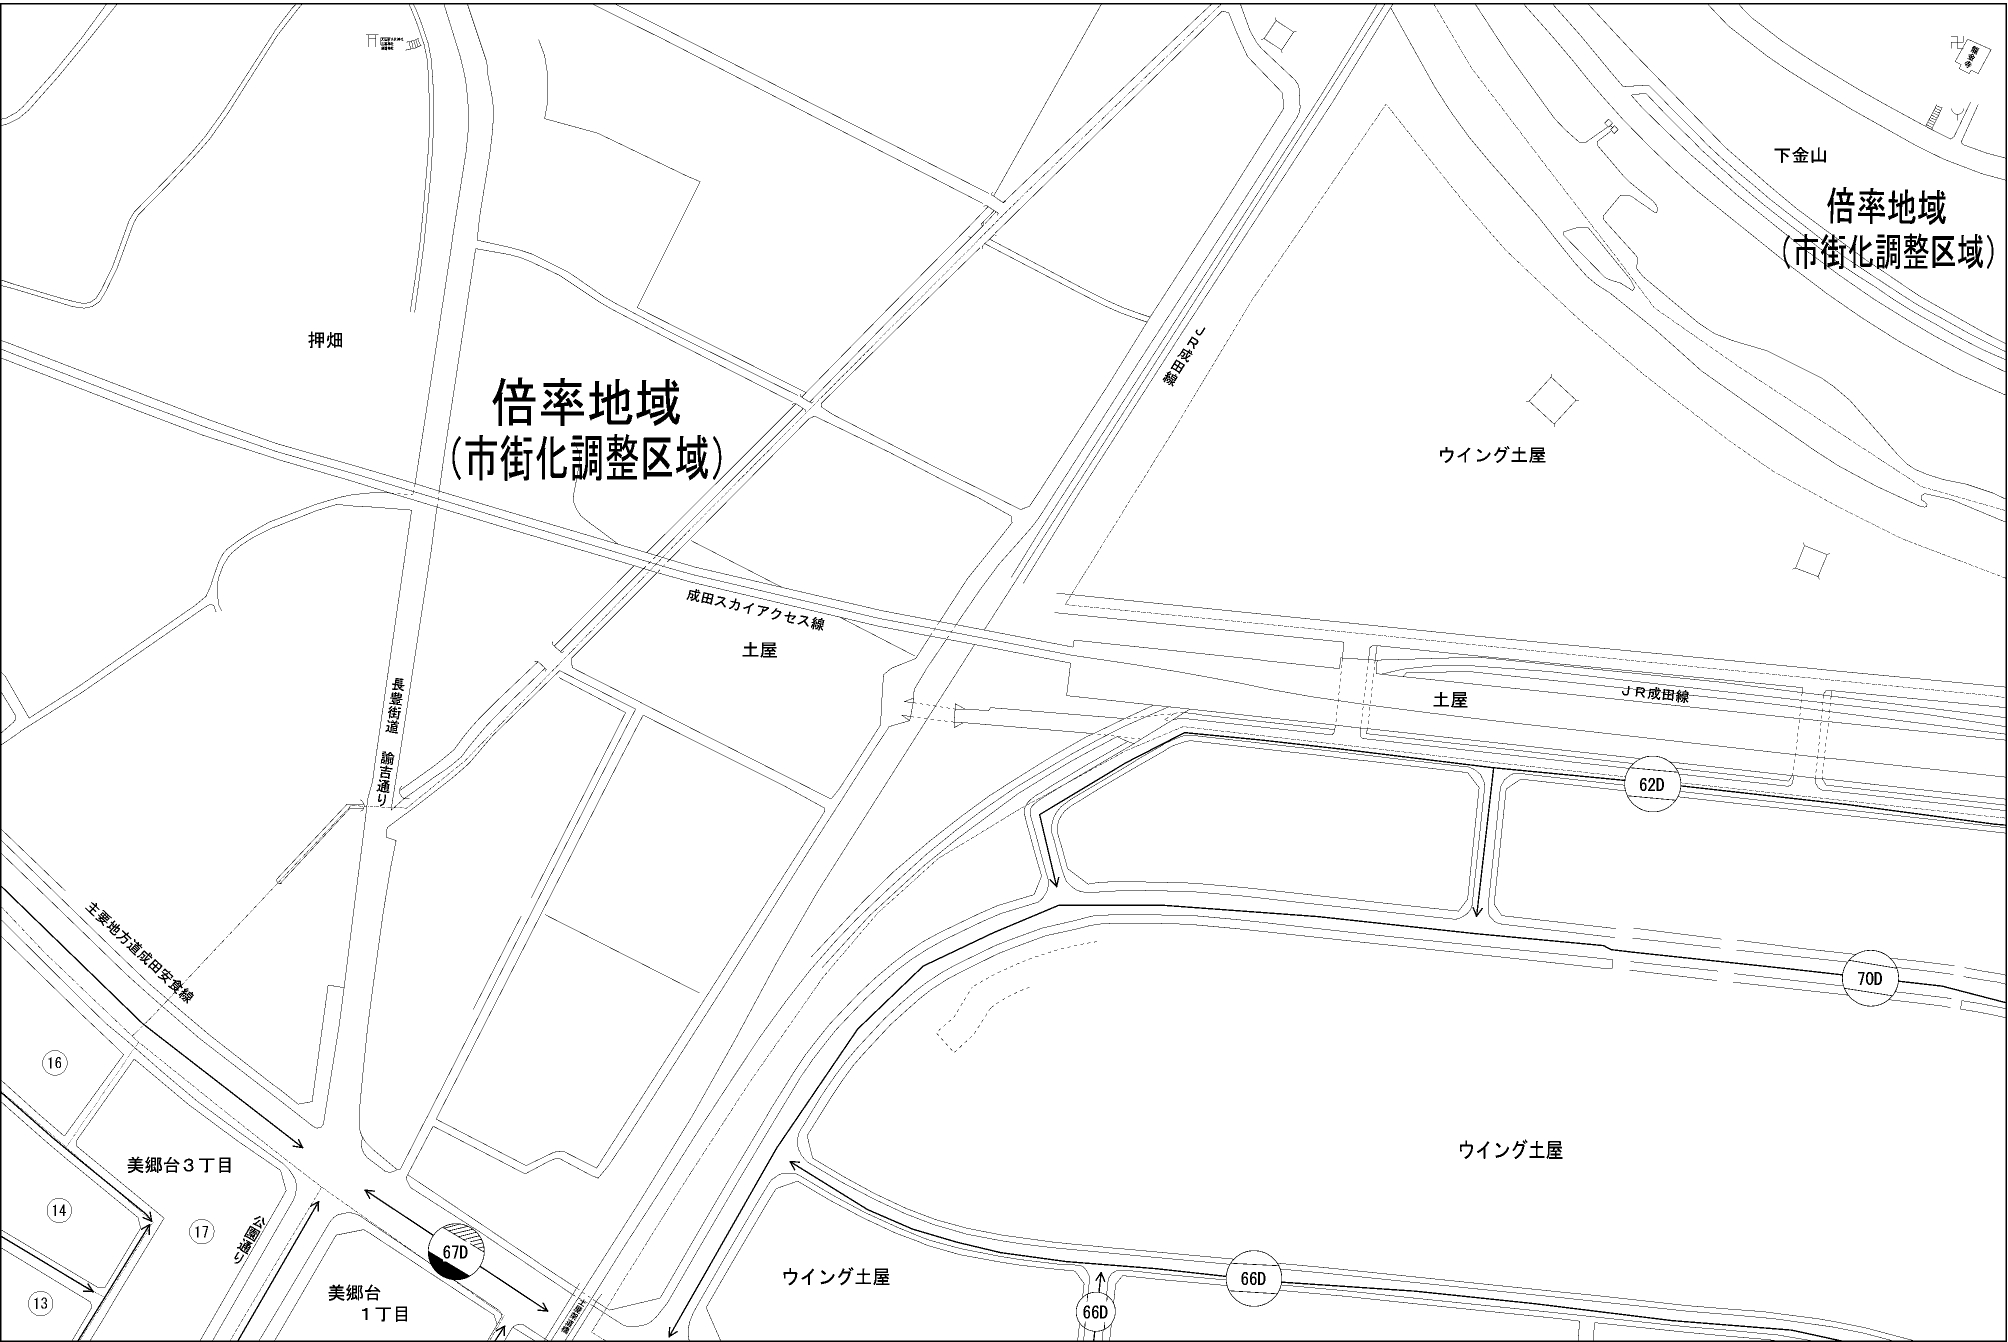 龍金寺
下金山
倍率地域
(市街化調整区域)
押畑
ＪＲ成田線
倍率地域
(市街化調整区域)
ウイング土屋
成田スカイアクセス線
土屋
長豊街道
諭吉通り
土屋
ＪＲ成田線
62D
主要地方道成田安食線
70D
16
美郷台３丁目
ウイング土屋
14
17
公園通り
67D
ウイング土屋
66D
美郷台
１丁目
13
66D